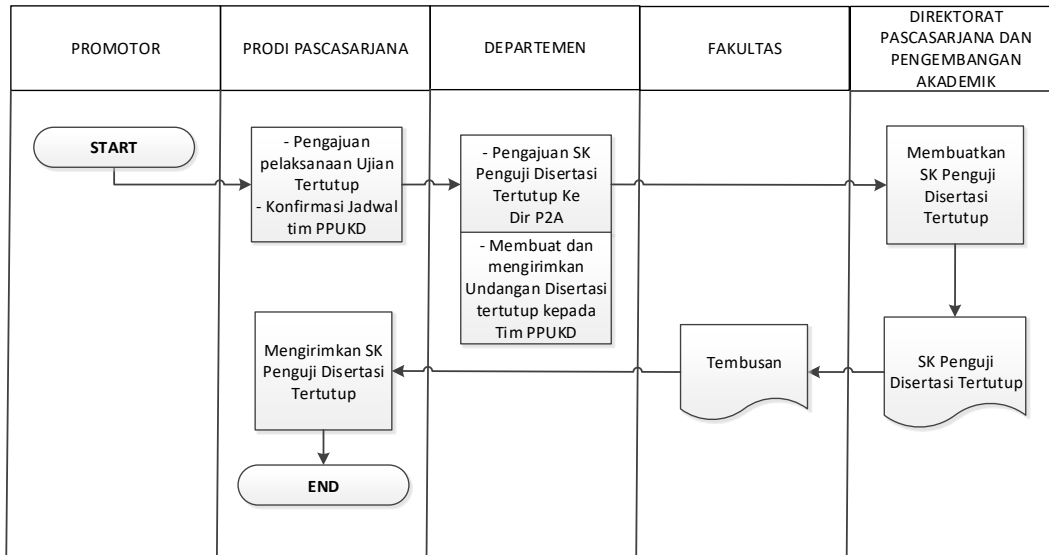 PROMOTOR
PRODI PASCASARJANA
DEPARTEMEN
FAKULTAS
DIREKTORAT
PASCASARJANA DAN
PENGEMBANGAN
AKADEMIK
START
- Pengajuan
pelaksanaan Ujian
Tertutup
- Konfirmasi Jadwal
tim PPUKD
- Pengajuan SK
Penguji Disertasi
Tertutup Ke
Dir P2A
- Membuat dan
mengirimkan
Undangan Disertasi
tertutup kepada
Tim PPUKD
Membuatkan
SK Penguji
Disertasi
Tertutup
SK Penguji
Disertasi Tertutup
Tembusan
Mengirimkan SK
Penguji Disertasi
Tertutup
END